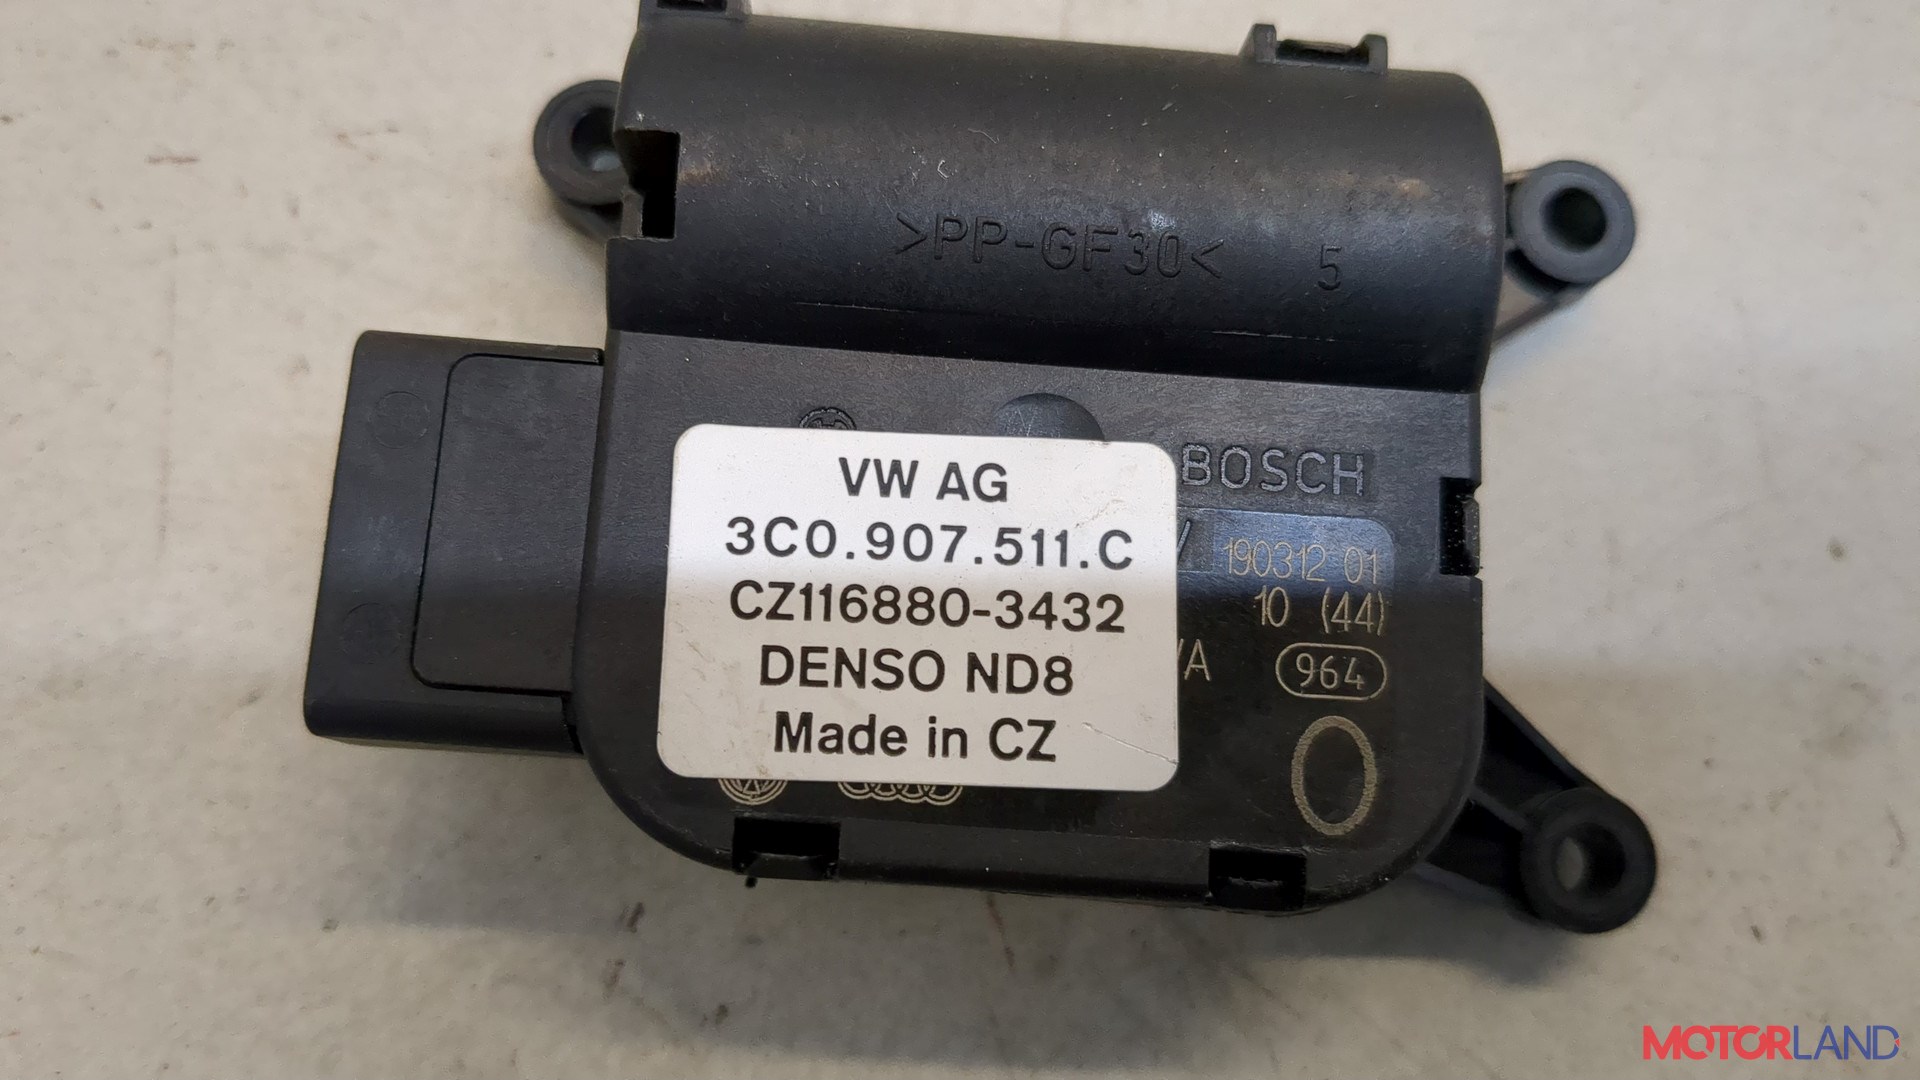 >PP-GF30< 5
BOSCH
VW AG
3C0.907.511.C
CZ116880-3432
DENSO ND8
Made in CZ
190312 01
10 (44)
/A
964
0
MOTORLAND